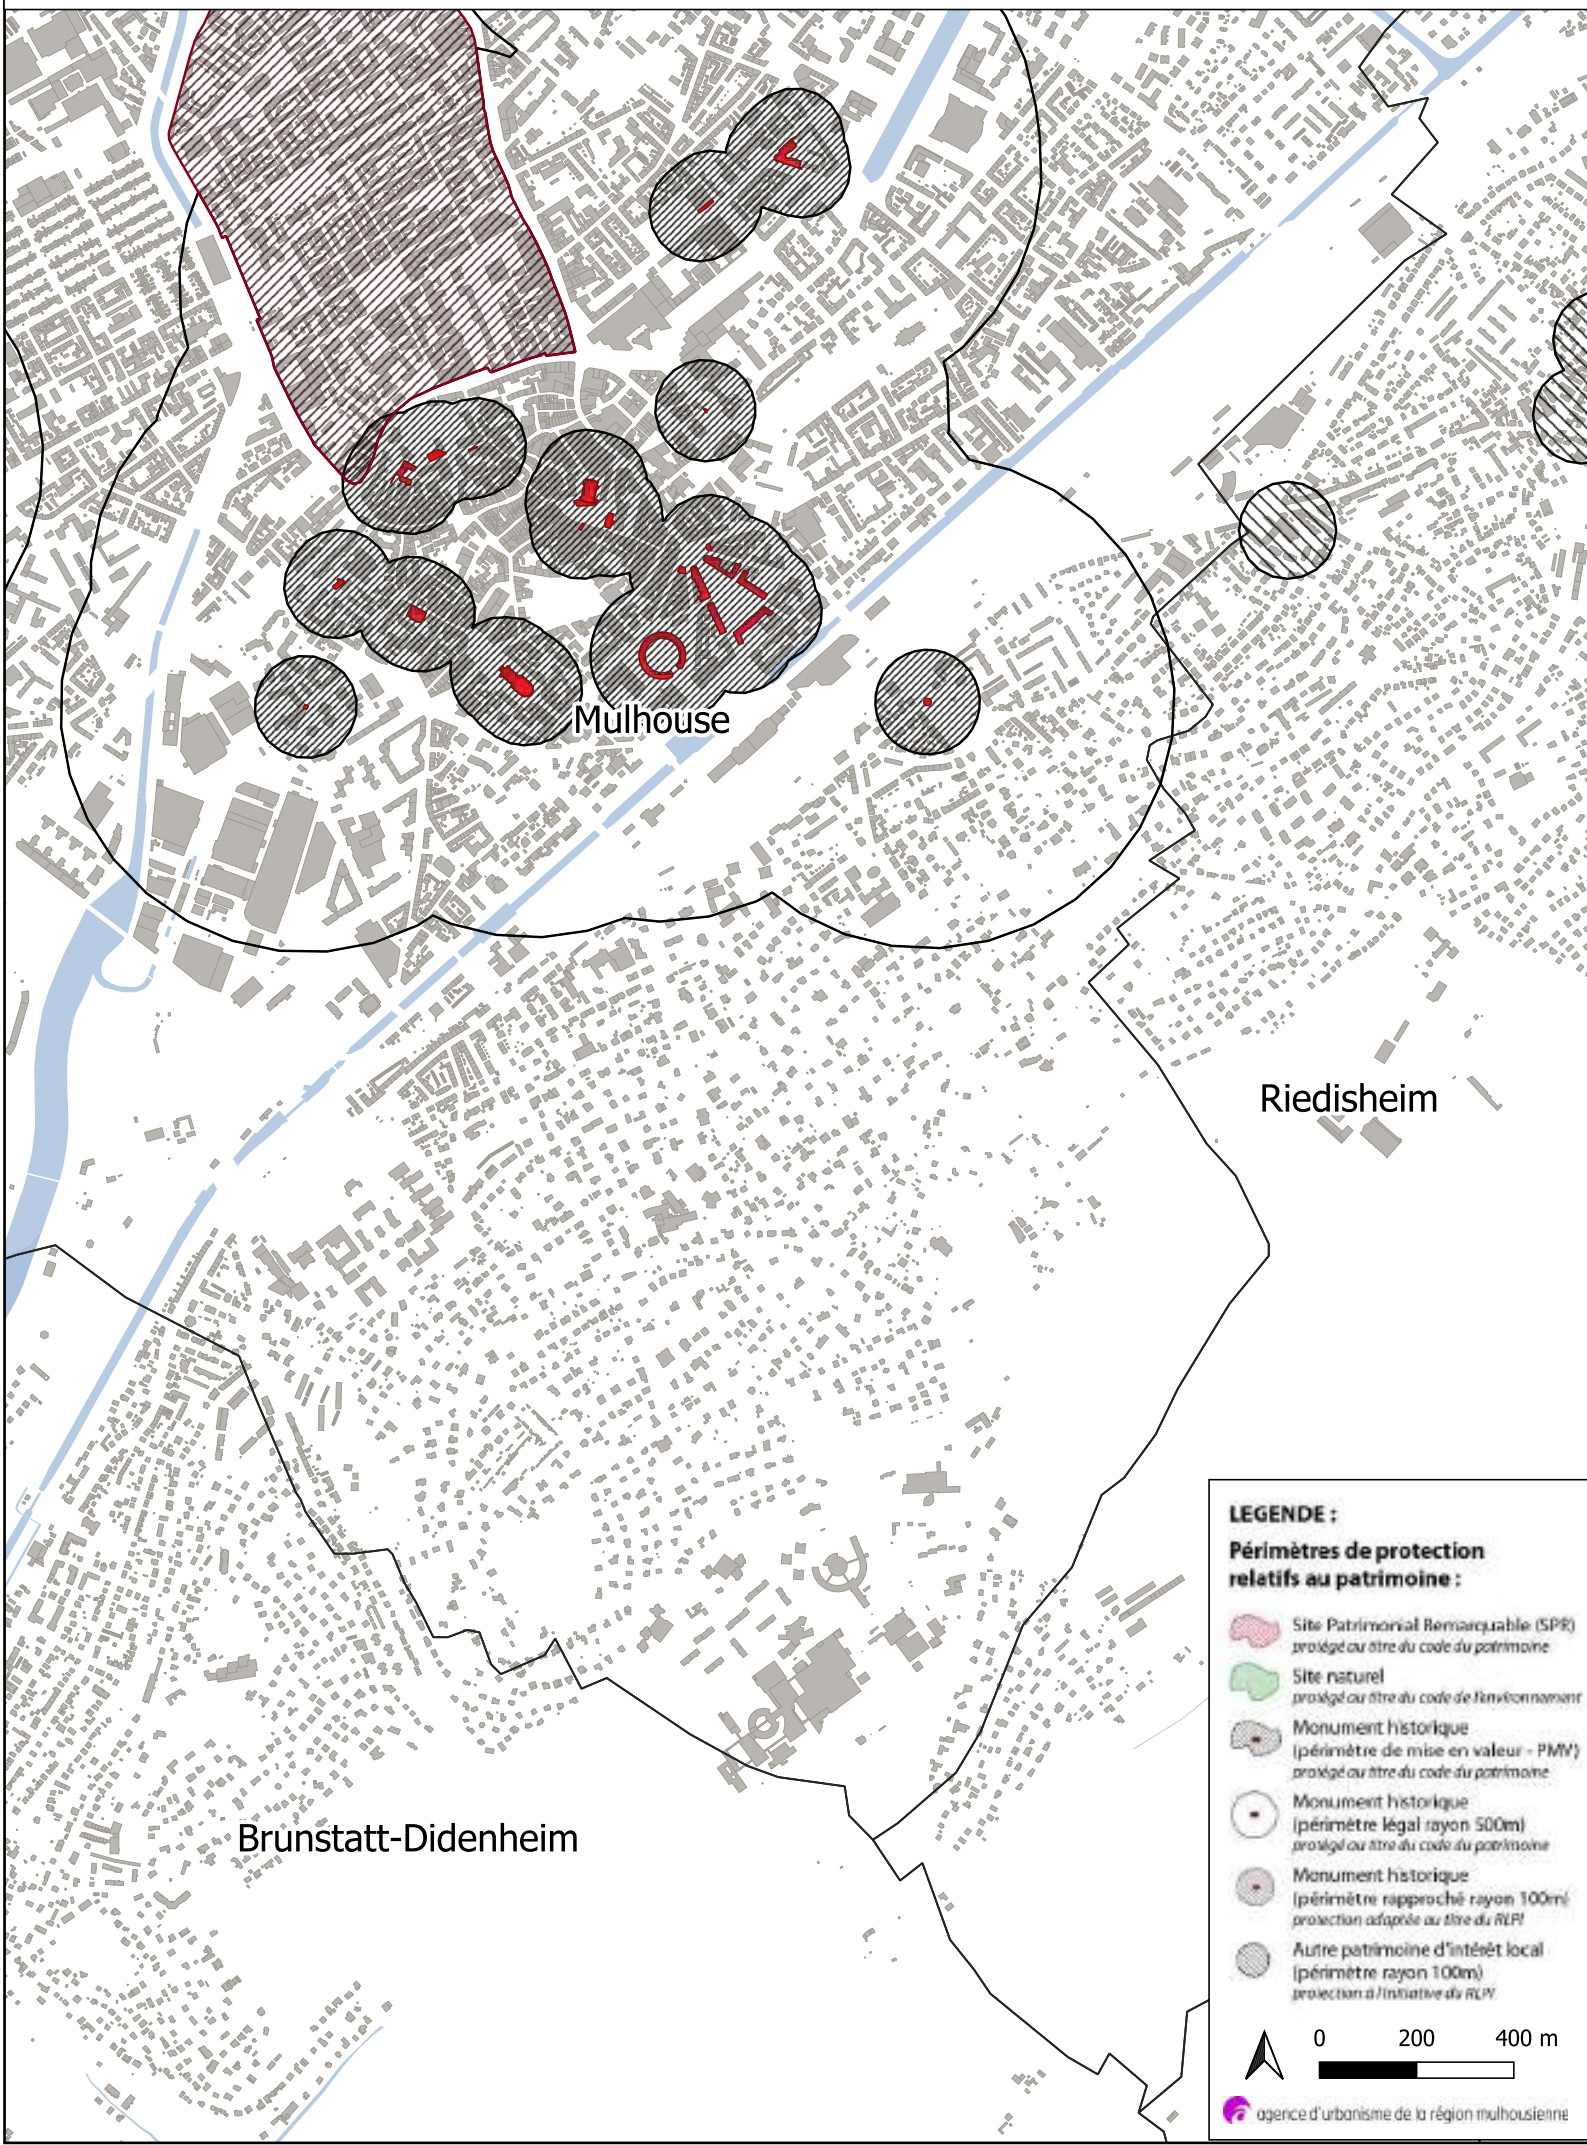 Mulhouse
Riedisheim
Brunstatt-Didenheim
LEGENDE :
Périmètres de protection
relatifs au patrimoine :
Site Patrimonial Remarquable (SPR)
protégé au titre du code du patrimoine
Site naturel
protégé au titre du code de l'environnement
Monument historique
(périmètre de mise en valeur - PMV)
protégé au titre du code du patrimoine
Monument historique
(périmètre légal rayon 500m)
protégé au titre du code du patrimoine
Monument historique
(périmètre rapproché rayon 100m)
protection adaptée au titre du RLPi
Autre patrimoine d'intérêt local
(périmètre rayon 100m)
protection à l'initiative du RLPi
0 200 400 m
agence d'urbanisme de la région mulhousienne